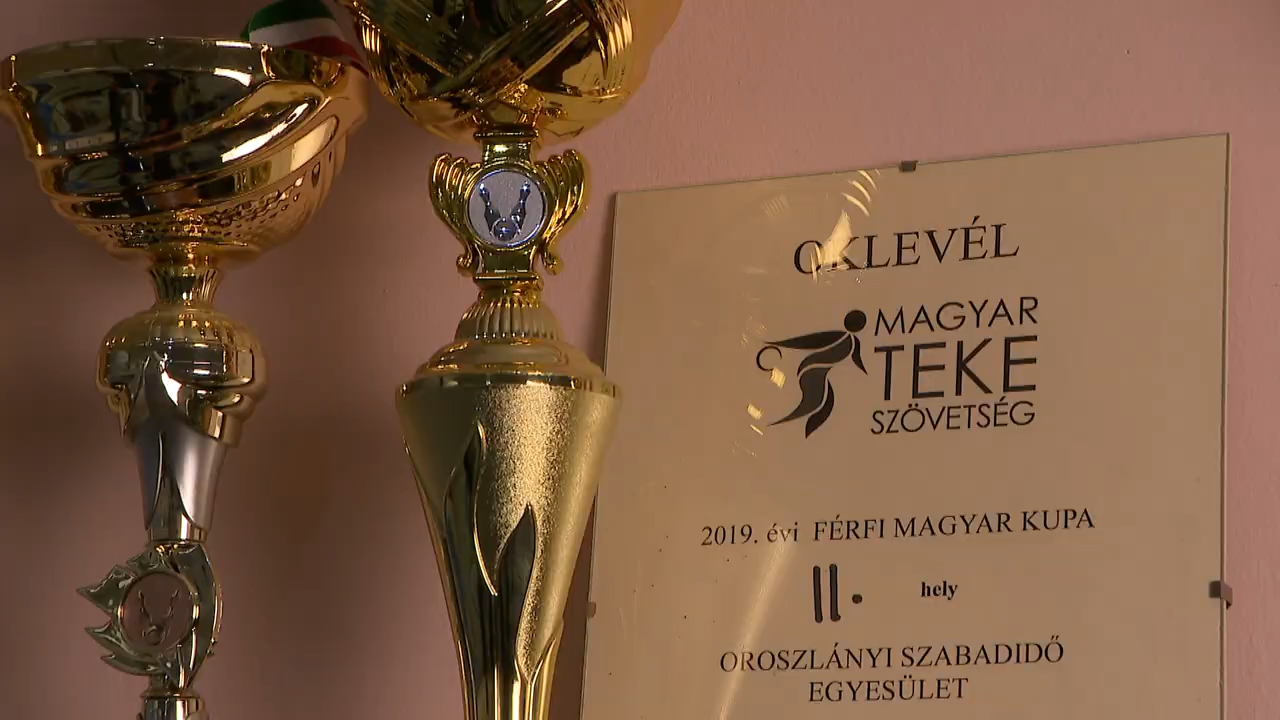 OKLEVÉL
MAGYAR
TEKE
SZÖVETSÉG
2019. évi FÉRFI MAGYAR KUPA
II. hely
OROSZLÁNYI SZABADIDŐ
EGYESÜLET